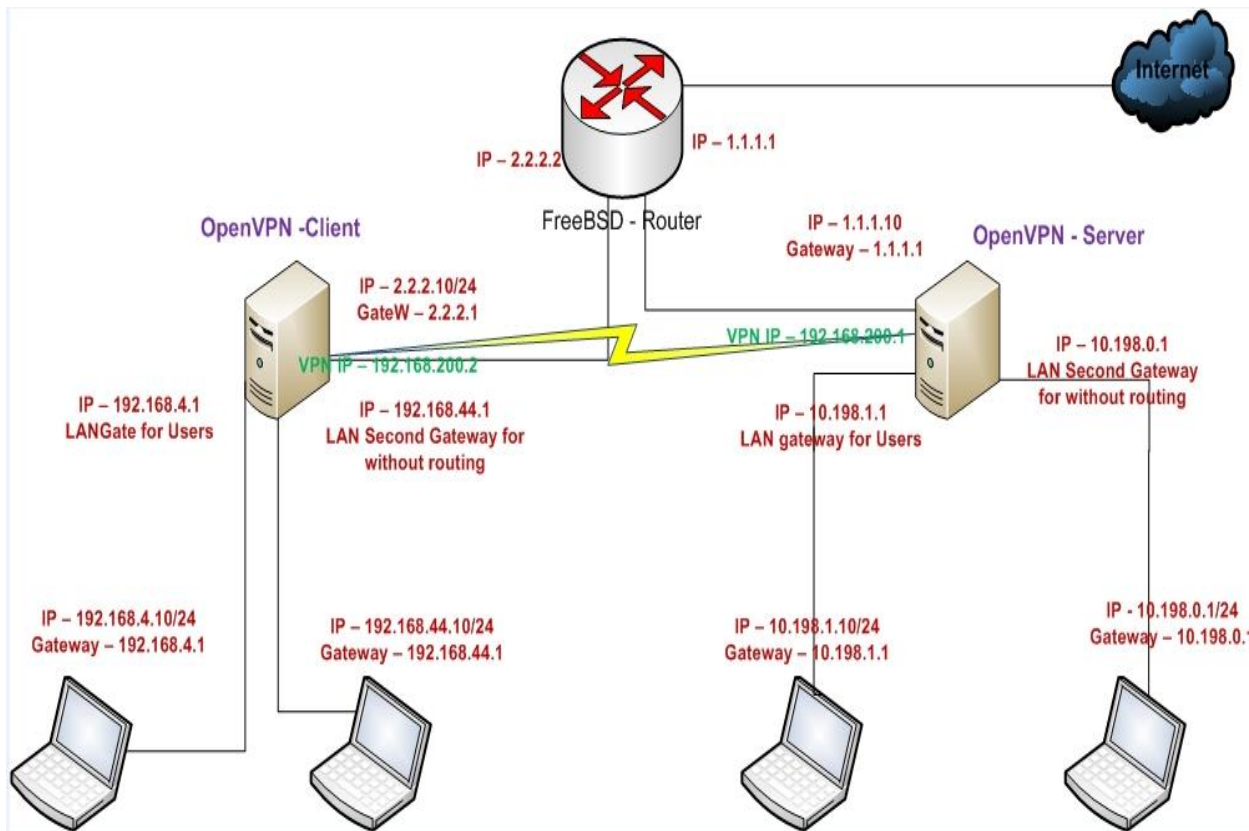 Internet
IP – 1.1.1.1
IP – 2.2.2.2
FreeBSD - Router
OpenVPN -Client
IP – 1.1.1.10
Gateway – 1.1.1.1
OpenVPN - Server
IP – 2.2.2.10/24
GateW – 2.2.2.1
VPN IP – 192.168.200.1
VPN IP – 192.168.200.2
IP – 10.198.0.1
LAN Second Gateway
for without routing
IP – 192.168.4.1
LANGate for Users
IP – 192.168.44.1
LAN Second Gateway for
without routing
IP – 10.198.1.1
LAN gateway for Users
IP – 192.168.4.10/24
Gateway – 192.168.4.1
IP – 192.168.44.10/24
Gateway – 192.168.44.1
IP – 10.198.1.10/24
Gateway – 10.198.1.1
IP - 10.198.0.1/24
Gateway – 10.198.0.1